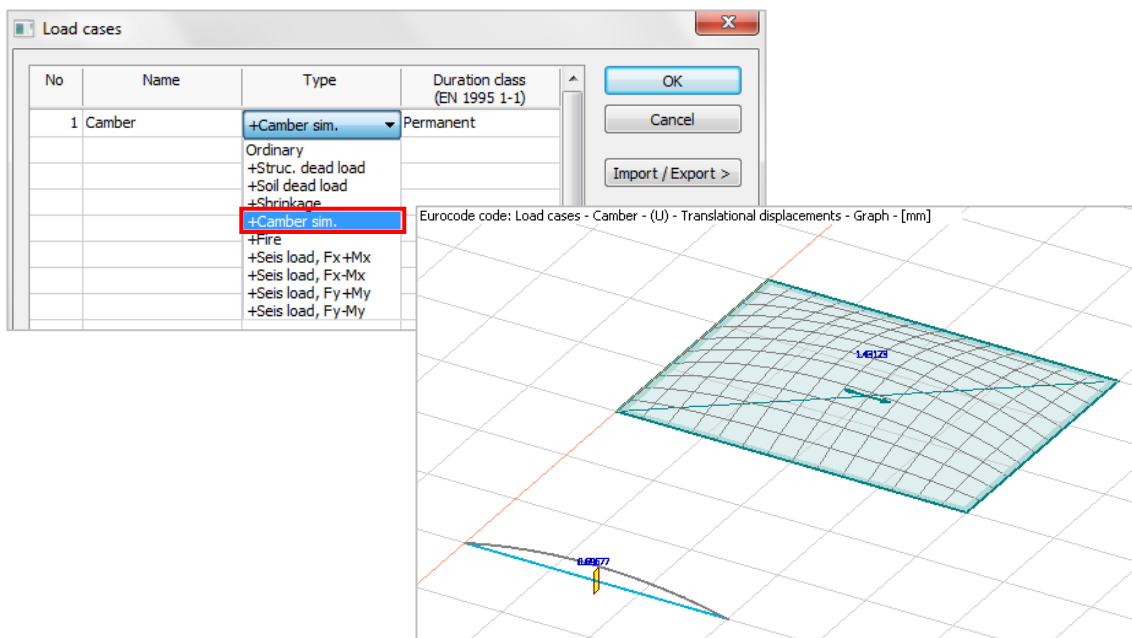 Load cases
No Name Type Duration class
(EN 1995 1-1)
OK
1 Camber +Camber sim. Permanent
Cancel
Ordinary
+Struc. dead load
Import / Export >
+Soil dead load
+Shrinkage
+Camber sim.
Eurocode code: Load cases - Camber - (U) - Translational displacements - Graph - [mm]
+Fire
+Seis load, Fx+Mx
+Seis load, Fx-Mx
+Seis load, Fy+My
+Seis load, Fy-My